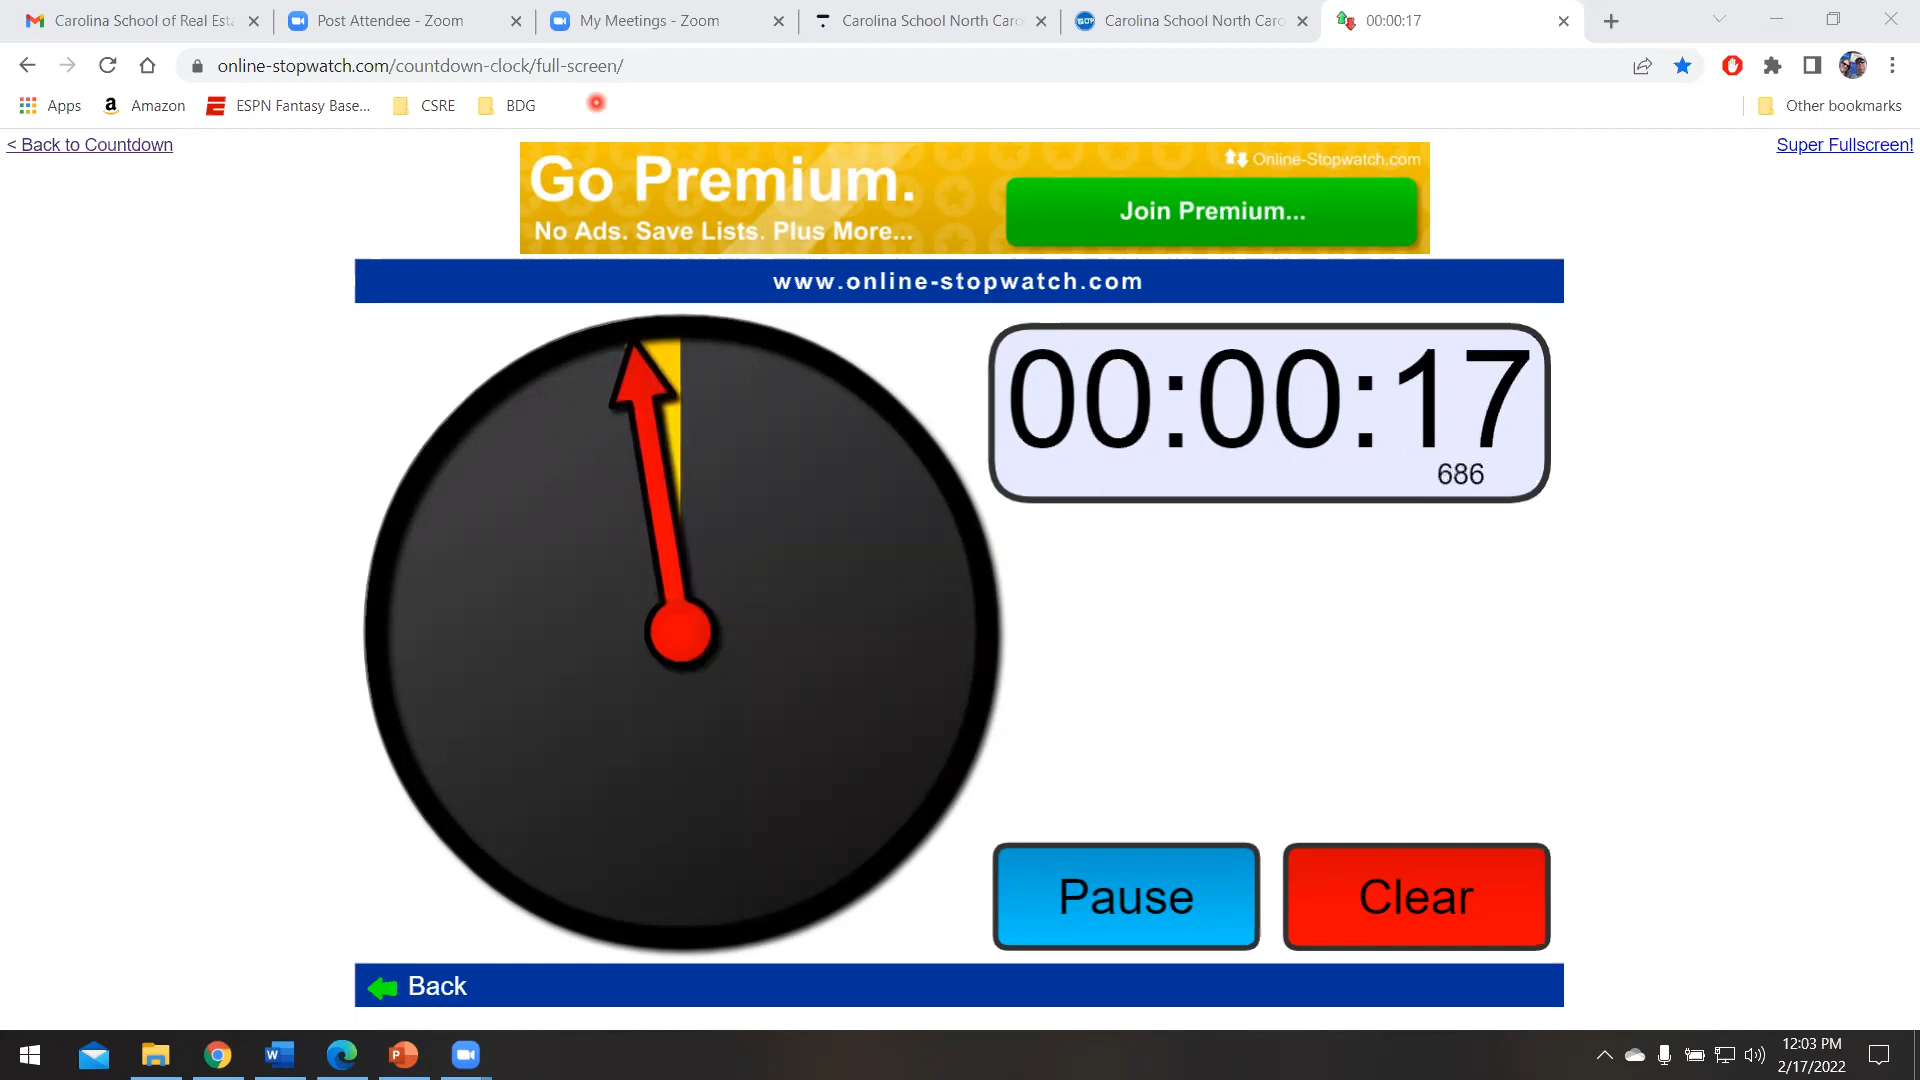 Carolina School of Real Esta
Post Attendee - Zoom
My Meetings - Zoom
Carolina School North Caro
Carolina School North Caro
00:00:17
online-stopwatch.com/countdown-clock/full-screen/
Apps
Amazon
ESPN Fantasy Base...
CSRE
BDG
Other bookmarks
< Back to Countdown
Super Fullscreen!
Go Premium.
No Ads. Save Lists. Plus More...
Online-Stopwatch.com
Join Premium...
www.online-stopwatch.com
00:00:17
686
Pause
Clear
Back
12:03 PM
2/17/2022